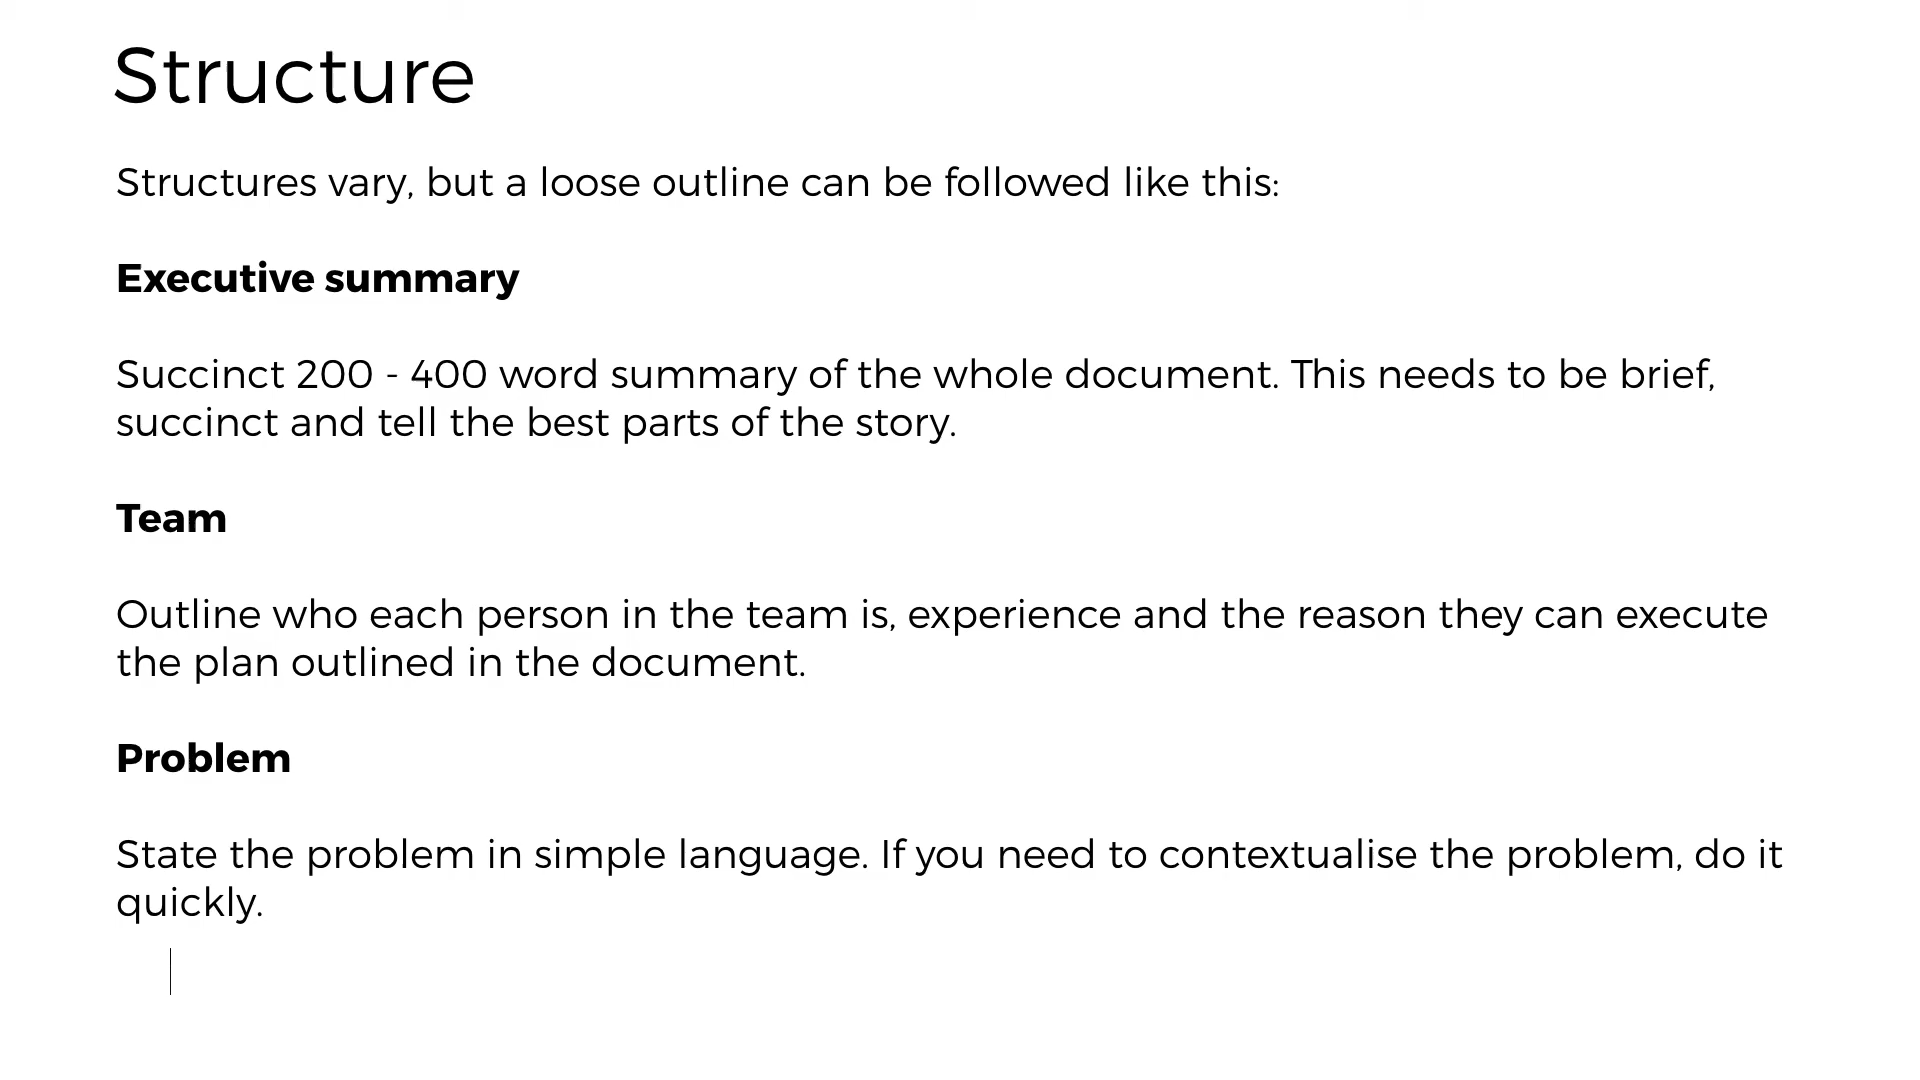 Structure
Structures vary, but a loose outline can be followed like this:
Executive summary
Succinct 200 - 400 word summary of the whole document. This needs to be brief,
succinct and tell the best parts of the story.
Team
Outline who each person in the team is, experience and the reason they can execute
the plan outlined in the document.
Problem
State the problem in simple language. If you need to contextualise the problem, do it
quickly.